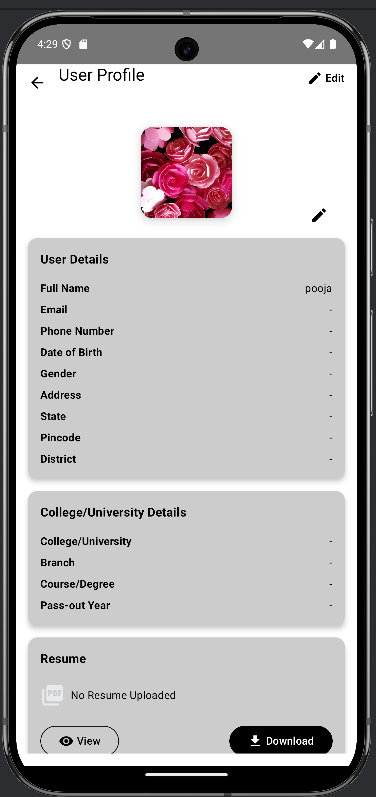 4:29
User Profile
Edit
User Details
Full Name pooja
Email -
Phone Number -
Date of Birth -
Gender -
Address -
State -
Pincode -
District -
College/University Details
College/University -
Branch -
Course/Degree -
Pass-out Year -
Resume
PDF No Resume Uploaded
View Download